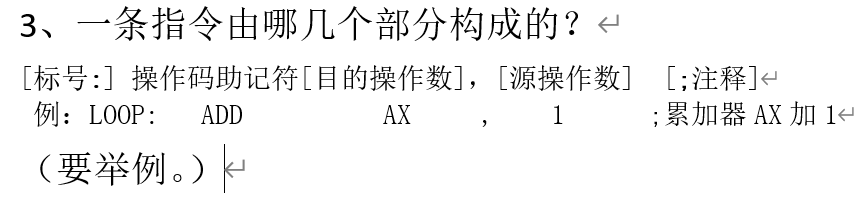 3、一条指令由哪几个部分构成的？
[标号:] 操作码助记符[目的操作数], [源操作数] [;注释]
例：LOOP: ADD AX , 1 ;累加器 AX 加 1
（要举例。）